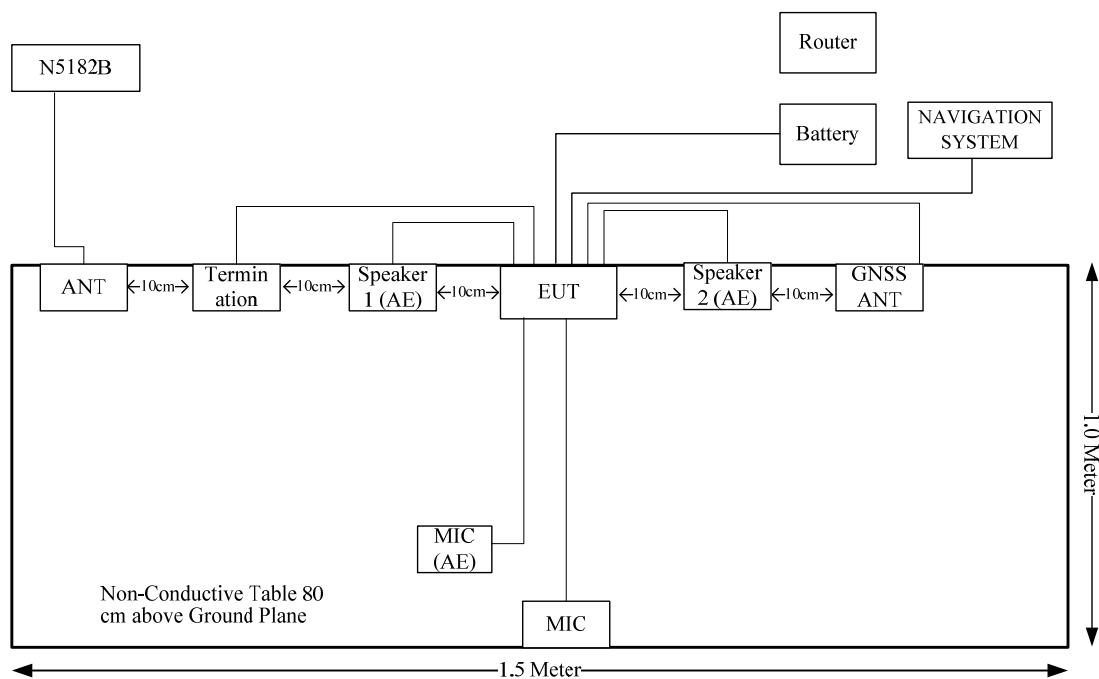 N5182B
Router
Battery
NAVIGATION
SYSTEM
ANT
10cm
Termin
ation
10cm
Speaker
1 (AE)
10cm
EUT
10cm
Speaker
2 (AE)
10cm
GNSS
ANT
1.0 Meter
MIC
(AE)
Non-Conductive Table 80
cm above Ground Plane
MIC
1.5 Meter